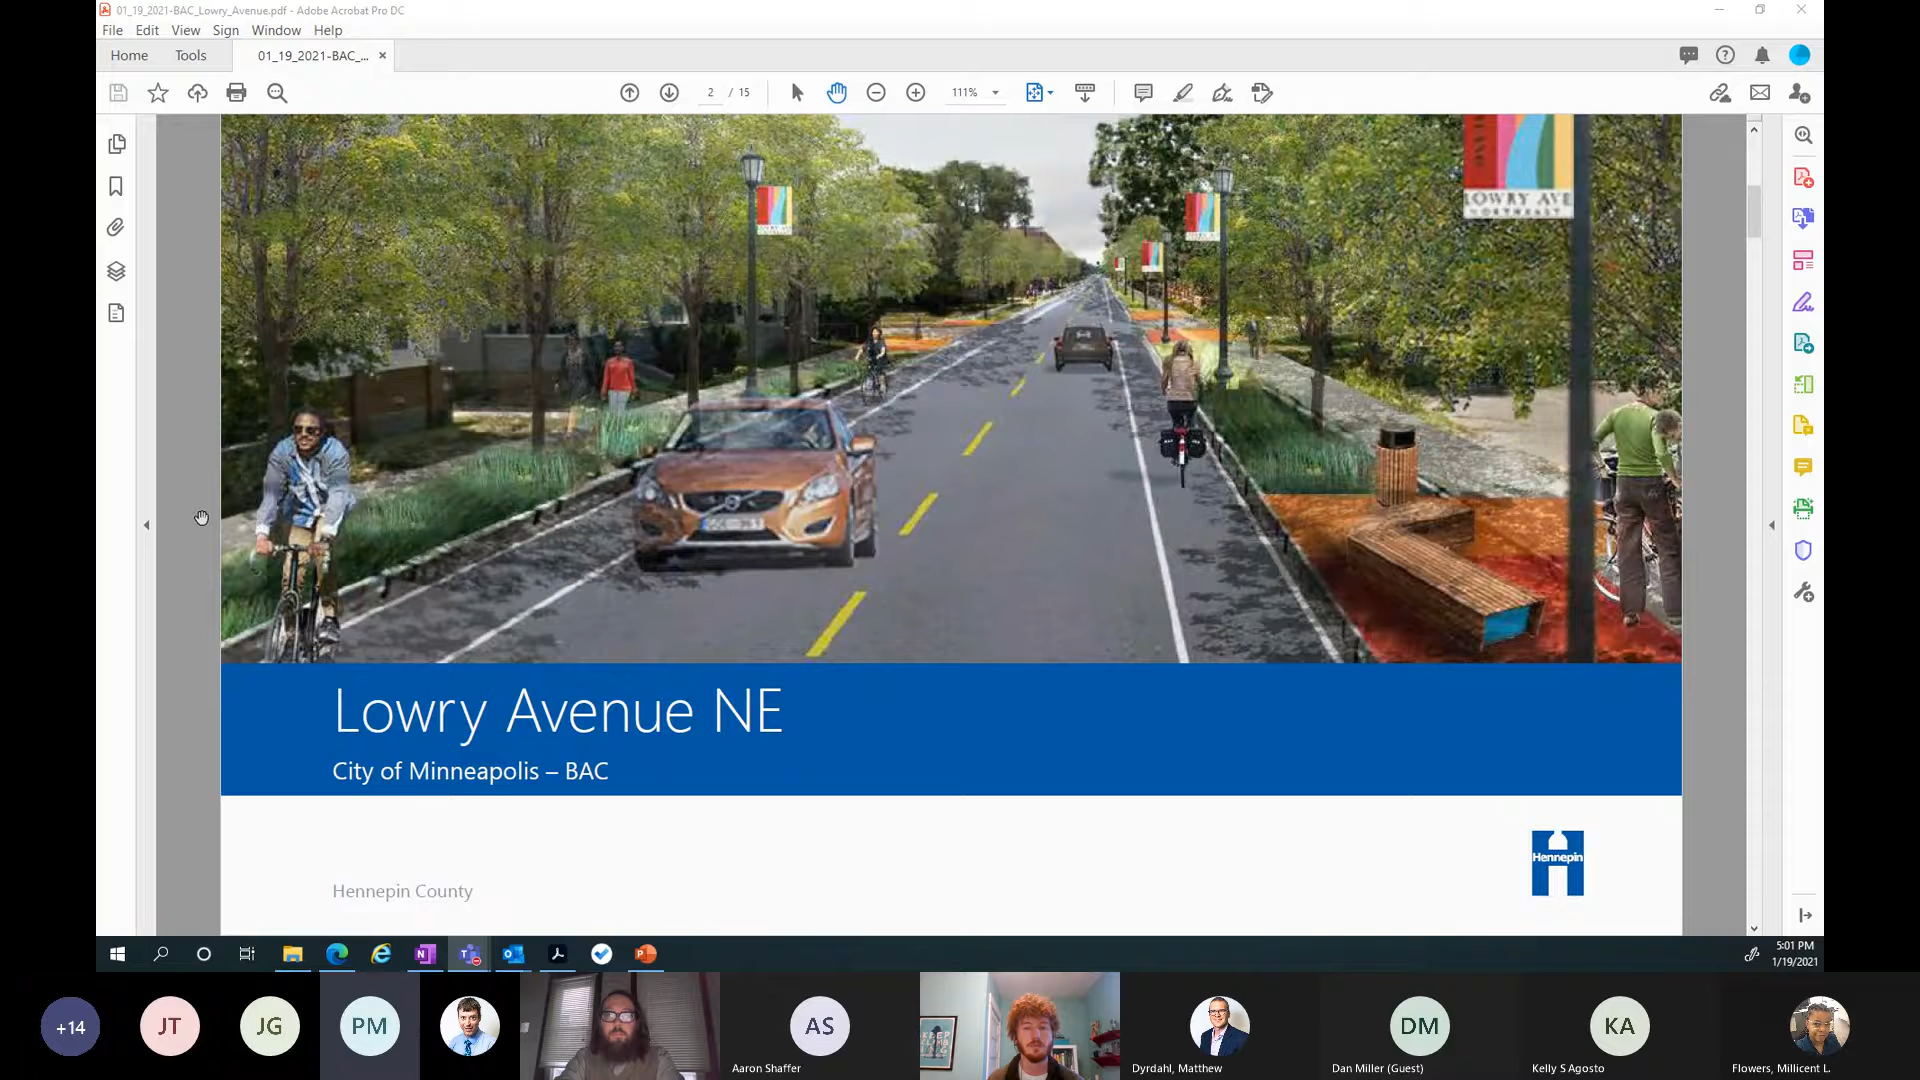 01_19_2021-BAC_Lowry_Avenue.pdf - Adobe Acrobat Pro DC
File Edit View Sign Window Help
Home Tools 01_19_2021-BAC_...
2 / 15 111%
LOWRY AVE
NORTHEAST
Lowry Avenue NE
City of Minneapolis – BAC
Hennepin
Hennepin County
5:01 PM
1/19/2021
+14 JT JG PM AS DM KA
Aaron Shaffer Dyrdahl, Matthew Dan Miller (Guest) Kelly S Agosto Flowers, Millicent L.